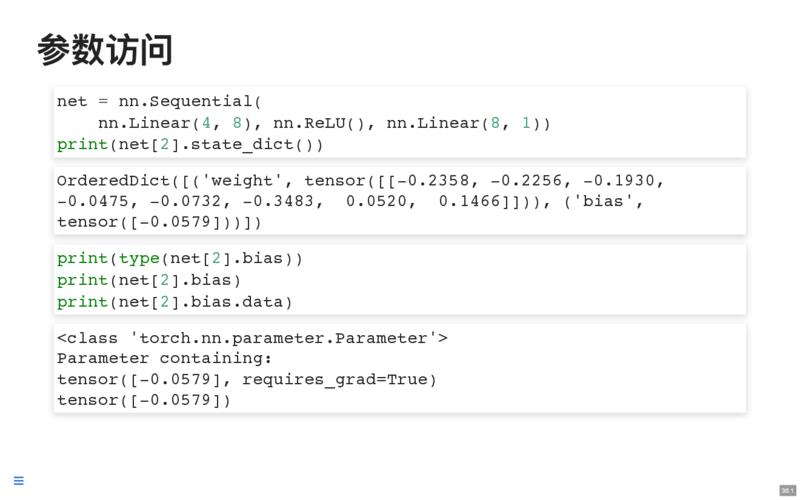 参数访问
net = nn.Sequential(
    nn.Linear(4, 8), nn.ReLU(), nn.Linear(8, 1))
print(net[2].state_dict())
OrderedDict([('weight', tensor([[-0.2358, -0.2256, -0.1930,
-0.0475, -0.0732, -0.3483,  0.0520,  0.1466]])), ('bias',
tensor([-0.0579]))])
print(type(net[2].bias))
print(net[2].bias)
print(net[2].bias.data)
<class 'torch.nn.parameter.Parameter'>
Parameter containing:
tensor([-0.0579], requires_grad=True)
tensor([-0.0579])